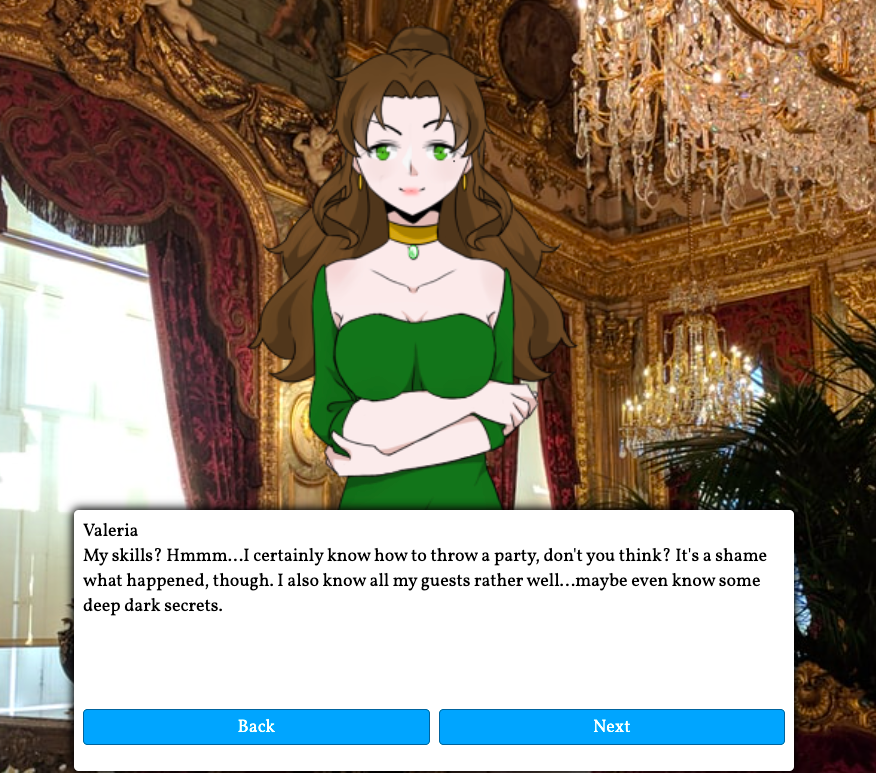 Valeria
My skills? Hmmm...I certainly know how to throw a party, don't you think? It's a shame
what happened, though. I also know all my guests rather well...maybe even know some
deep dark secrets.
Back
Next